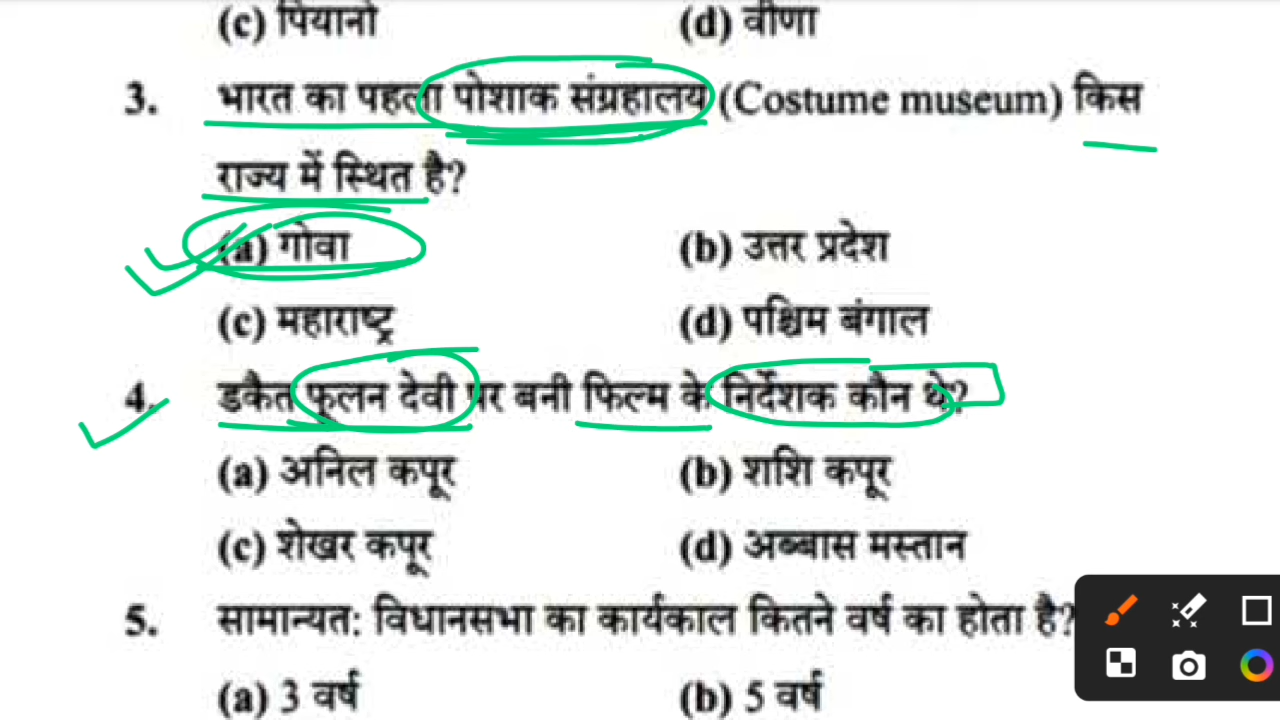 (c) पियानो (d) वीणा
3. भारत का पहला पोशाक संग्रहालय (Costume museum) किस
राज्य में स्थित है?
(a) गोवा (b) उत्तर प्रदेश
(c) महाराष्ट्र (d) पश्चिम बंगाल
4. डकैत फूलन देवी पर बनी फिल्म के निर्देशक कौन थे?
(a) अनिल कपूर (b) शशि कपूर
(c) शेखर कपूर (d) अब्बास मस्तान
5. सामान्यत: विधानसभा का कार्यकाल कितने वर्ष का होता है?
(a) 3 वर्ष (b) 5 वर्ष